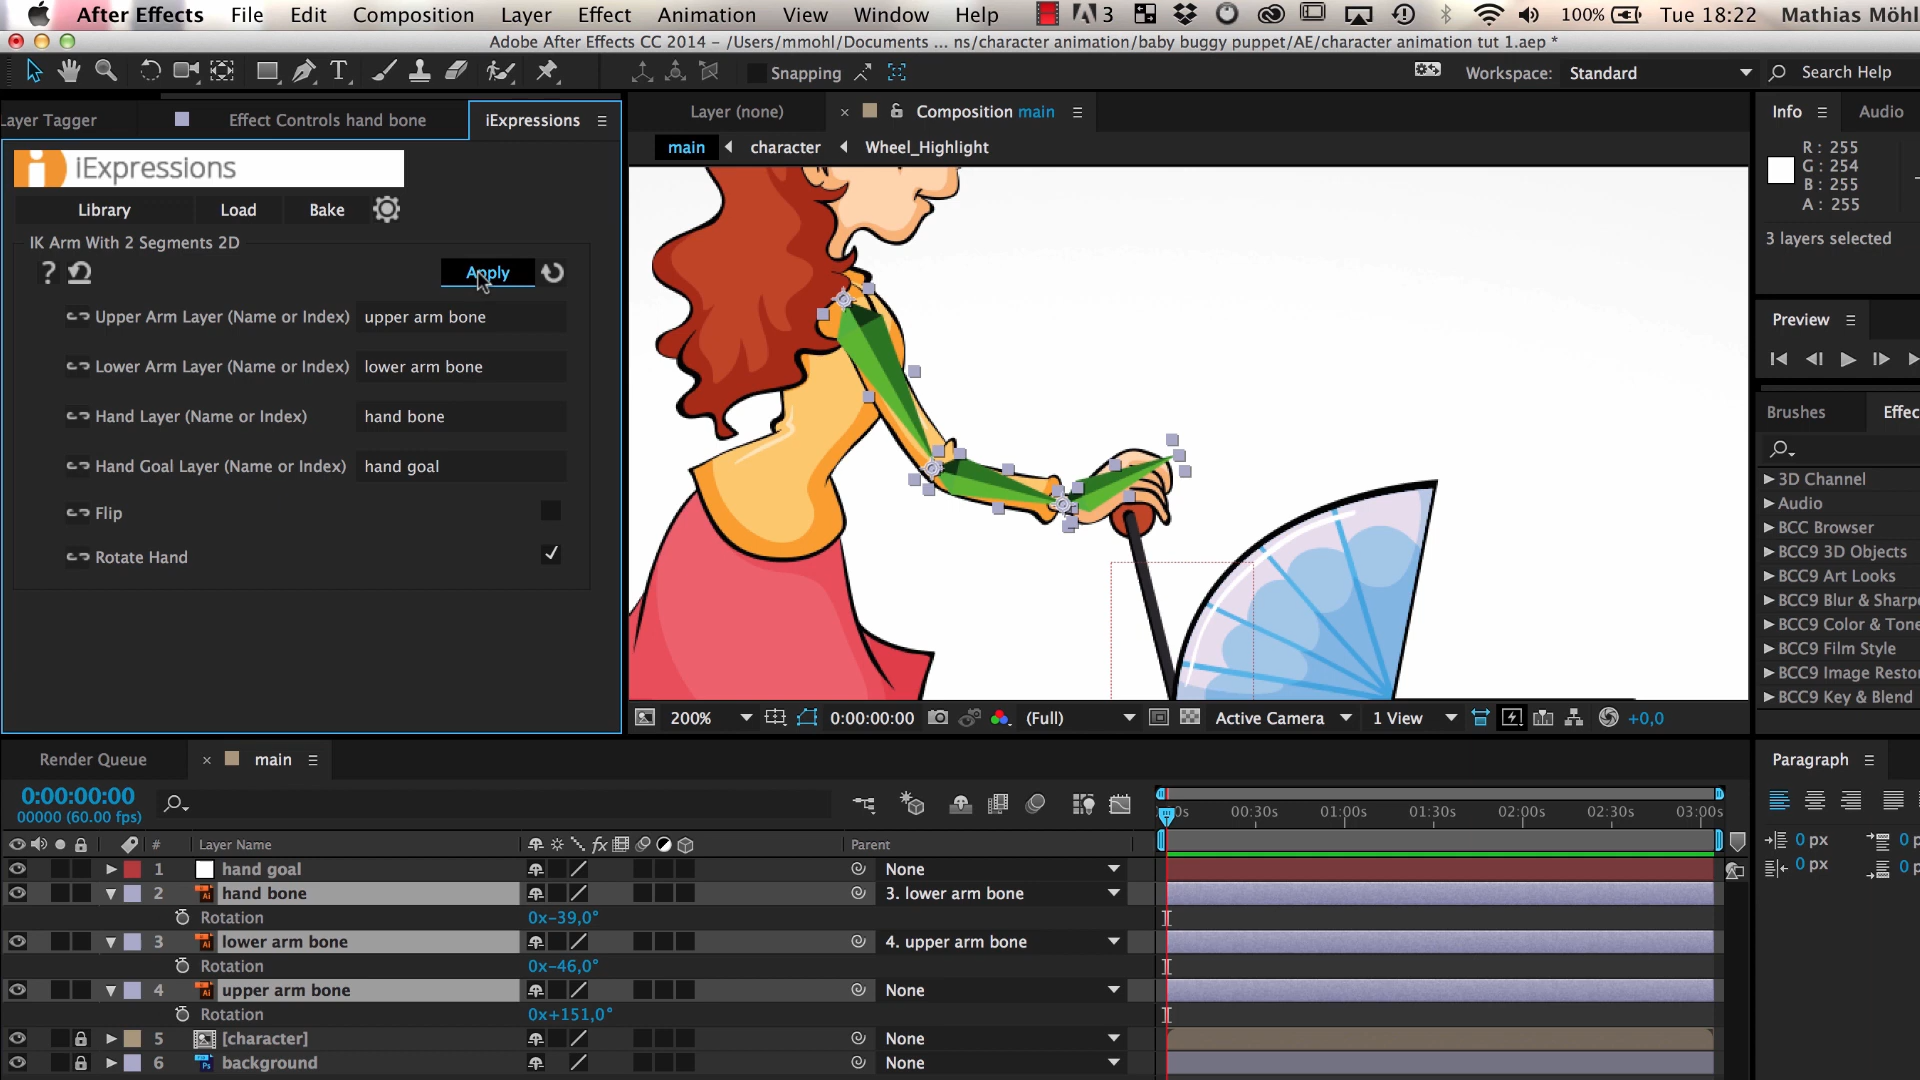 After Effects File Edit Composition Layer Effect Animation View Window Help 3 100% Tue 18:22 Mathias Möhl
Adobe After Effects CC 2014 - /Users/mmohl/Documents ... ns/character animation/baby buggy puppet/AE/character animation tut 1.aep *
T Snapping Workspace: Standard Search Help
Layer Tagger Effect Controls hand bone iExpressions Layer (none) × Composition main Info Audio
iExpressions
main character Wheel_Highlight
R: 255
G: 254
B: 255
A: 255
Library Load Bake
3 layers selected
IK Arm With 2 Segments 2D
? Apply
Upper Arm Layer (Name or Index) upper arm bone
Lower Arm Layer (Name or Index) lower arm bone
Hand Layer (Name or Index) hand bone
Hand Goal Layer (Name or Index) hand goal
Flip
Rotate Hand
Preview
Brushes Effec
3D Channel
Audio
BCC Browser
BCC9 3D Objects
BCC9 Art Looks
BCC9 Blur & Sharpe
BCC9 Color & Tone
BCC9 Film Style
BCC9 Image Restor
BCC9 Key & Blend
200% 0:00:00:00 (Full) Active Camera 1 View +0,0
Render Queue × main Paragraph
0:00:00:00
00000 (60.00 fps)
00s 00:30s 01:00s 01:30s 02:00s 02:30s 03:00s
0 px 0 p
0 px 0 p
# Layer Name fx Parent
1 hand goal None
2 hand bone 3. lower arm bone
Rotation 0x-39,0°
3 lower arm bone 4. upper arm bone
Rotation 0x-46,0°
4 upper arm bone None
Rotation 0x+151,0°
5 [character] None
6 background None